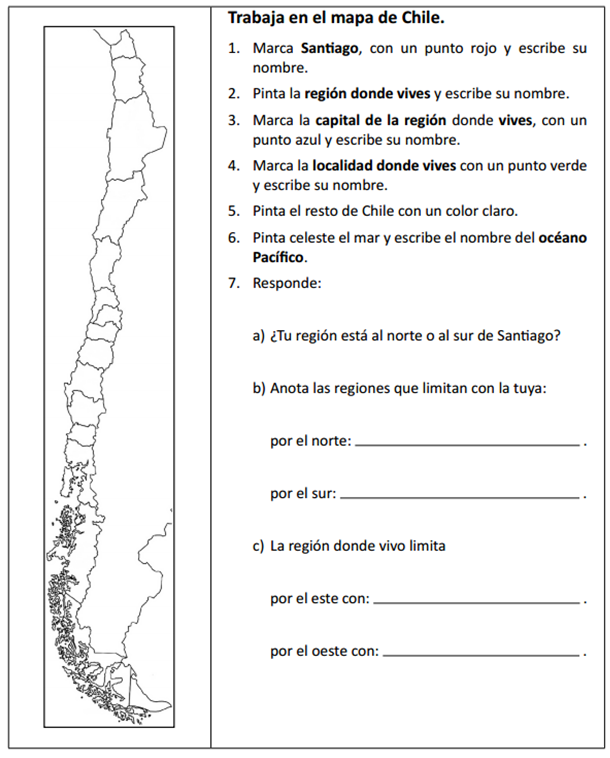 Trabaja en el mapa de Chile.
1. Marca Santiago, con un punto rojo y escribe su
nombre.
2. Pinta la región donde vives y escribe su nombre.
3. Marca la capital de la región donde vives, con un
punto azul y escribe su nombre.
4. Marca la localidad donde vives con un punto verde
y escribe su nombre.
5. Pinta el resto de Chile con un color claro.
6. Pinta celeste el mar y escribe el nombre del océano
Pacífico.
7. Responde:
a) ¿Tu región está al norte o al sur de Santiago?
b) Anota las regiones que limitan con la tuya:
por el norte: ______________________________ .
por el sur: ________________________________ .
c) La región donde vivo limita
por el este con: ____________________________ .
por el oeste con: __________________________ .